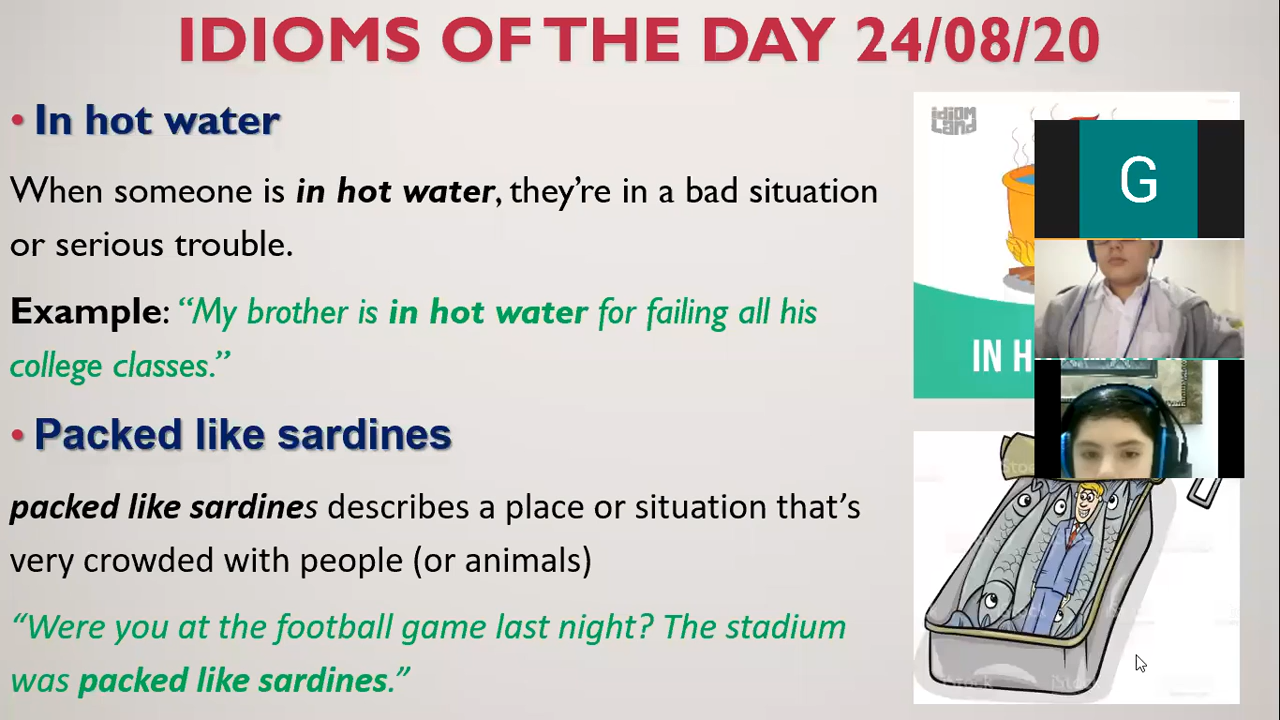 IDIOMS OF THE DAY 24/08/20
• In hot water
When someone is in hot water, they’re in a bad situation
or serious trouble.
Example: “My brother is in hot water for failing all his
college classes.”
• Packed like sardines
packed like sardines describes a place or situation that’s
very crowded with people (or animals)
“Were you at the football game last night? The stadium
was packed like sardines.”
idiom
Land
G
IN H
iStock
iStock